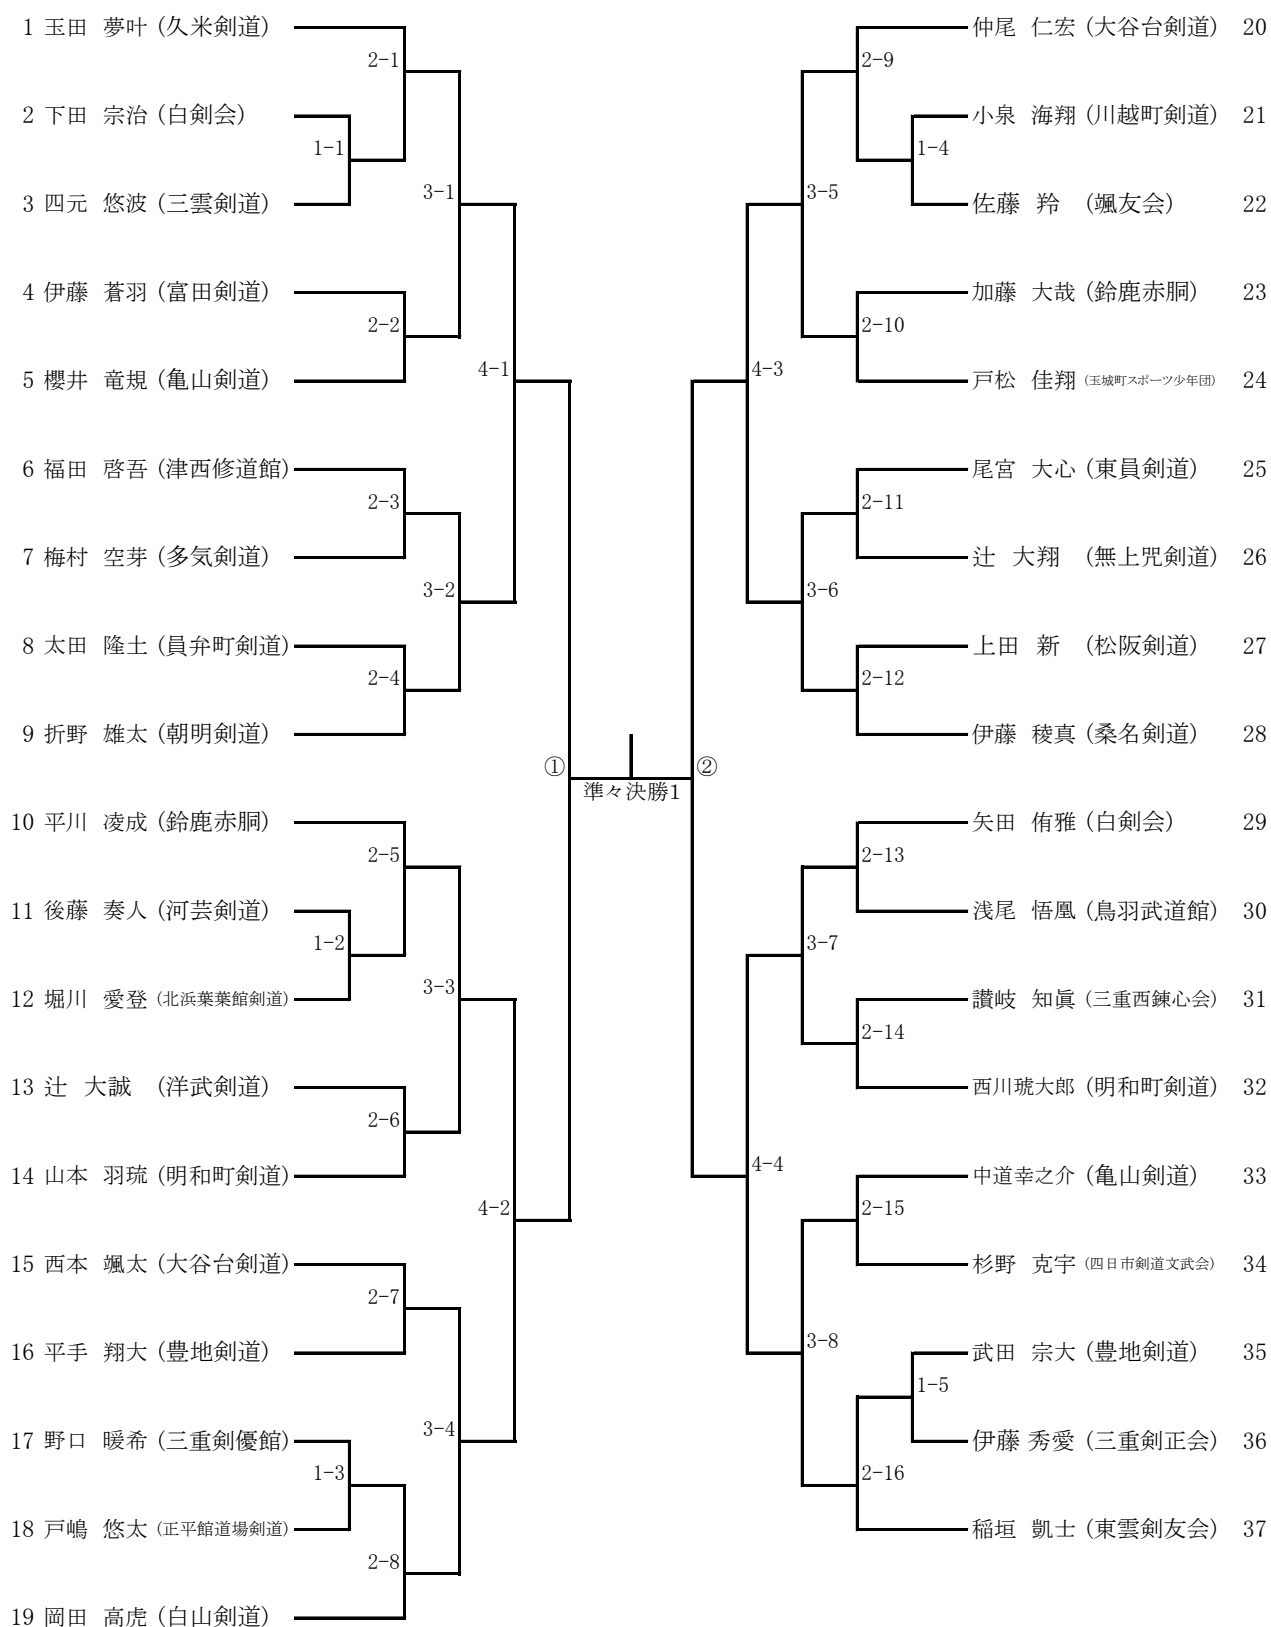 1 玉田 夢叶 (久米剣道)
2-1
2 下田 宗治 (白剣会)
1-1
3 四元 悠波 (三雲剣道)
3-1
4 伊藤 蒼羽 (富田剣道)
2-2
5 櫻井 竜規 (亀山剣道)
4-1
6 福田 啓吾 (津西修道館)
2-3
7 梅村 空芽 (多気剣道)
3-2
8 太田 隆士 (員弁町剣道)
2-4
9 折野 雄太 (朝明剣道)
①
10 平川 凌成 (鈴鹿赤胴)
2-5
11 後藤 奏人 (河芸剣道)
1-2
12 堀川 愛登 (北浜葉葉館剣道)
3-3
13 辻 大誠 (洋武剣道)
2-6
14 山本 羽琉 (明和町剣道)
4-2
15 西本 颯太 (大谷台剣道)
2-7
16 平手 翔大 (豊地剣道)
3-4
17 野口 暖希 (三重剣優館)
1-3
18 戸嶋 悠太 (正平館道場剣道)
2-8
19 岡田 高虎 (白山剣道)
準々決勝1
仲尾 仁宏 (大谷台剣道) 20
2-9
小泉 海翔 (川越町剣道) 21
1-4
佐藤 羚 (颯友会) 22
3-5
加藤 大哉 (鈴鹿赤胴) 23
2-10
戸松 佳翔 (玉城町スポーツ少年団) 24
4-3
尾宮 大心 (東員剣道) 25
2-11
辻 大翔 (無上咒剣道) 26
3-6
上田 新 (松阪剣道) 27
2-12
伊藤 稜真 (桑名剣道) 28
②
矢田 侑雅 (白剣会) 29
2-13
浅尾 悟凰 (鳥羽武道館) 30
3-7
讃岐 知眞 (三重西錬心会) 31
2-14
西川琥太郎 (明和町剣道) 32
4-4
中道幸之介 (亀山剣道) 33
2-15
杉野 克宇 (四日市剣道文武会) 34
3-8
武田 宗大 (豊地剣道) 35
1-5
伊藤 秀愛 (三重剣正会) 36
2-16
稲垣 凱士 (東雲剣友会) 37